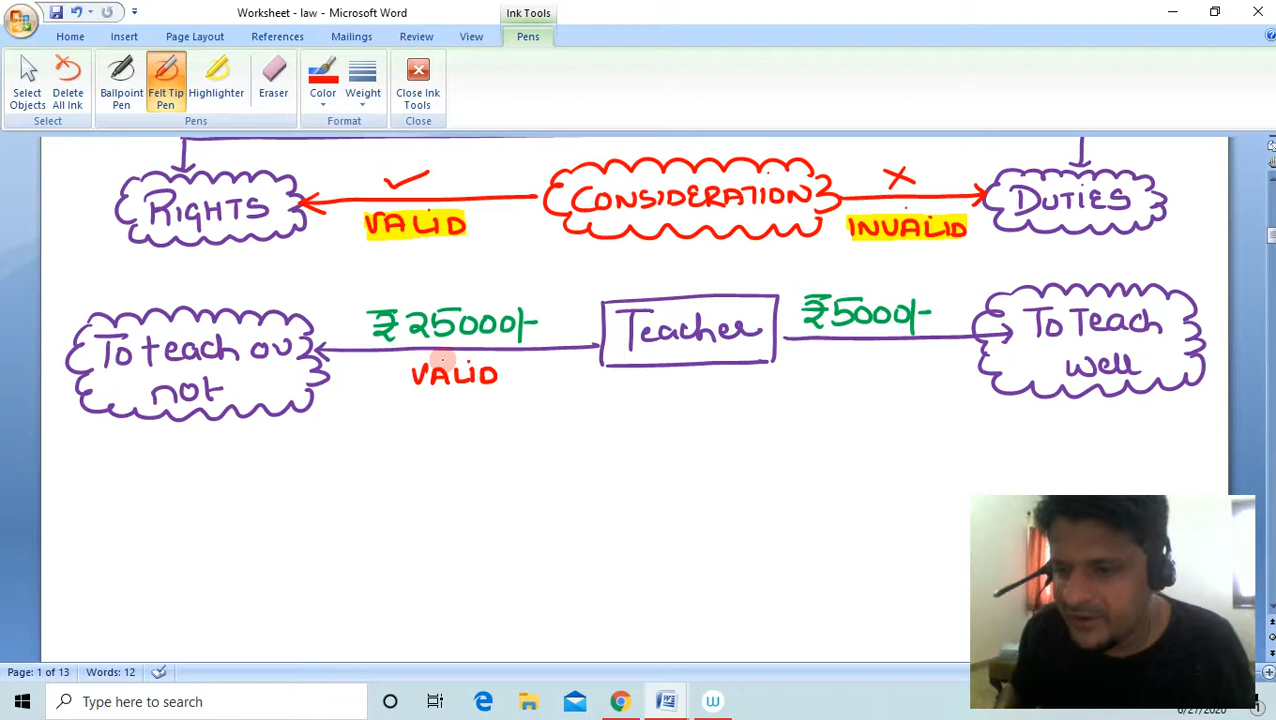 Worksheet - law - Microsoft Word
Ink Tools
Home Insert Page Layout References Mailings Review View Pens
Select Objects
Delete All Ink
Ballpoint Pen
Felt Tip Pen
Highlighter
Eraser
Color
Weight
Close Ink Tools
Select Pens Format Close
RIGHTS
VALID
CONSIDERATION
INVALID
DUTIES
To teach or not
₹25000/-
VALID
Teacher
₹5000/-
To Teach well
Page: 1 of 13 Words: 12
Type here to search
6/27/2020